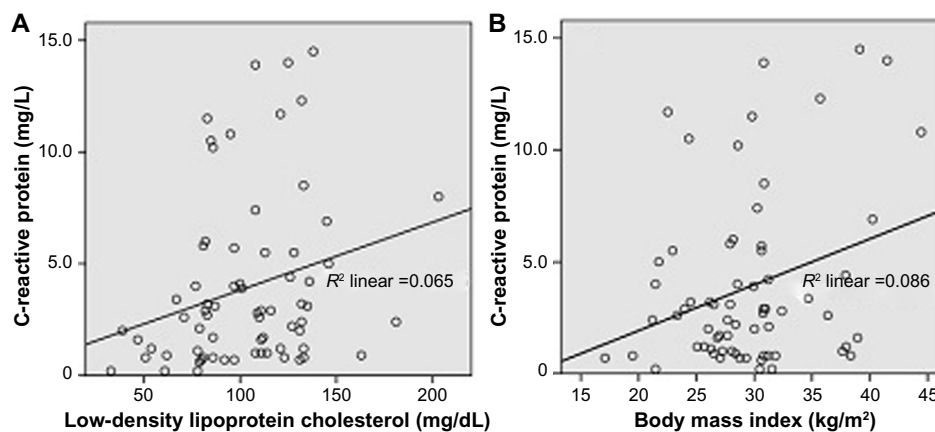 A
B
C-reactive protein (mg/L)
15.0
10.0
5.0
0
R² linear =0.065
50
100
150
200
Low-density lipoprotein cholesterol (mg/dL)
C-reactive protein (mg/L)
15.0
10.0
5.0
0
R² linear =0.086
15
20
25
30
35
40
45
Body mass index (kg/m²)